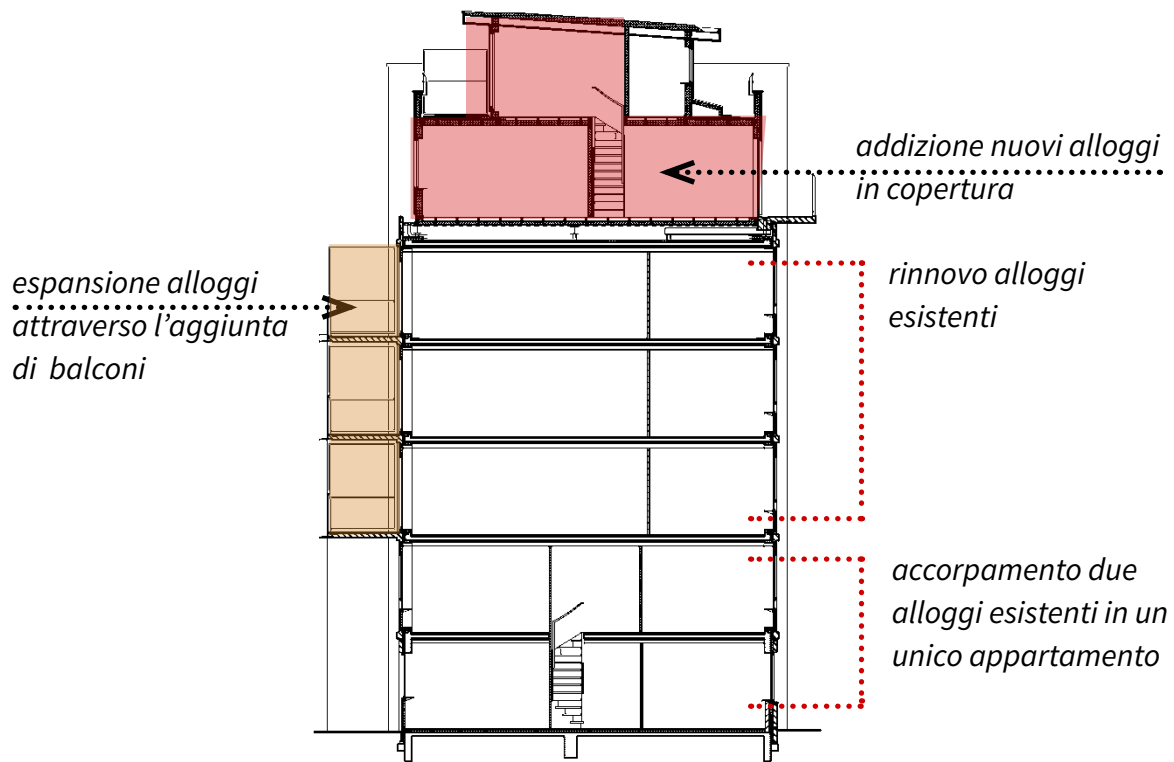 addizione nuovi alloggi
in copertura
espansione alloggi
attraverso l’aggiunta
di balconi
rinnovo alloggi
esistenti
accorpamento due
alloggi esistenti in un
unico appartamento